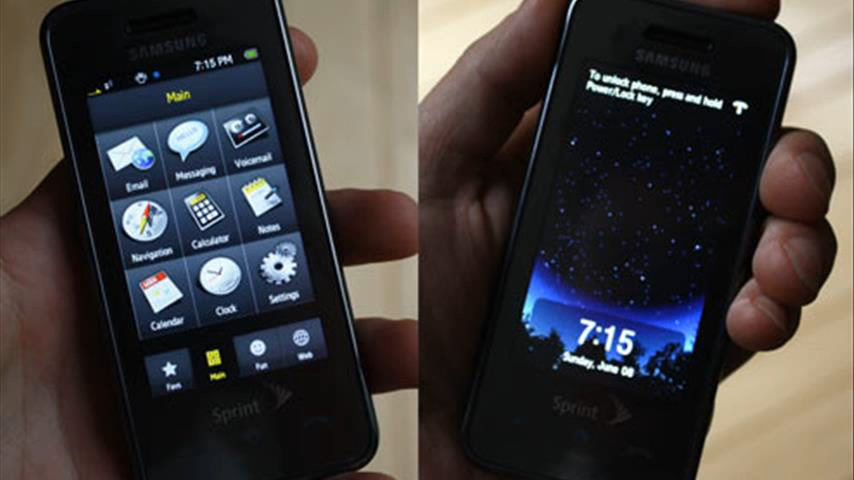 SAMSUNG
7:15 PM
Main
HELLO
Email
Messaging
Voicemail
Navigation
Calculator
Notes
Calendar
Clock
Settings
Favs
Main
Fun
Web
Sprint
SAMSUNG
To unlock phone, press and hold
Power/Lock key
7:15
Sunday, June 08
Sprint